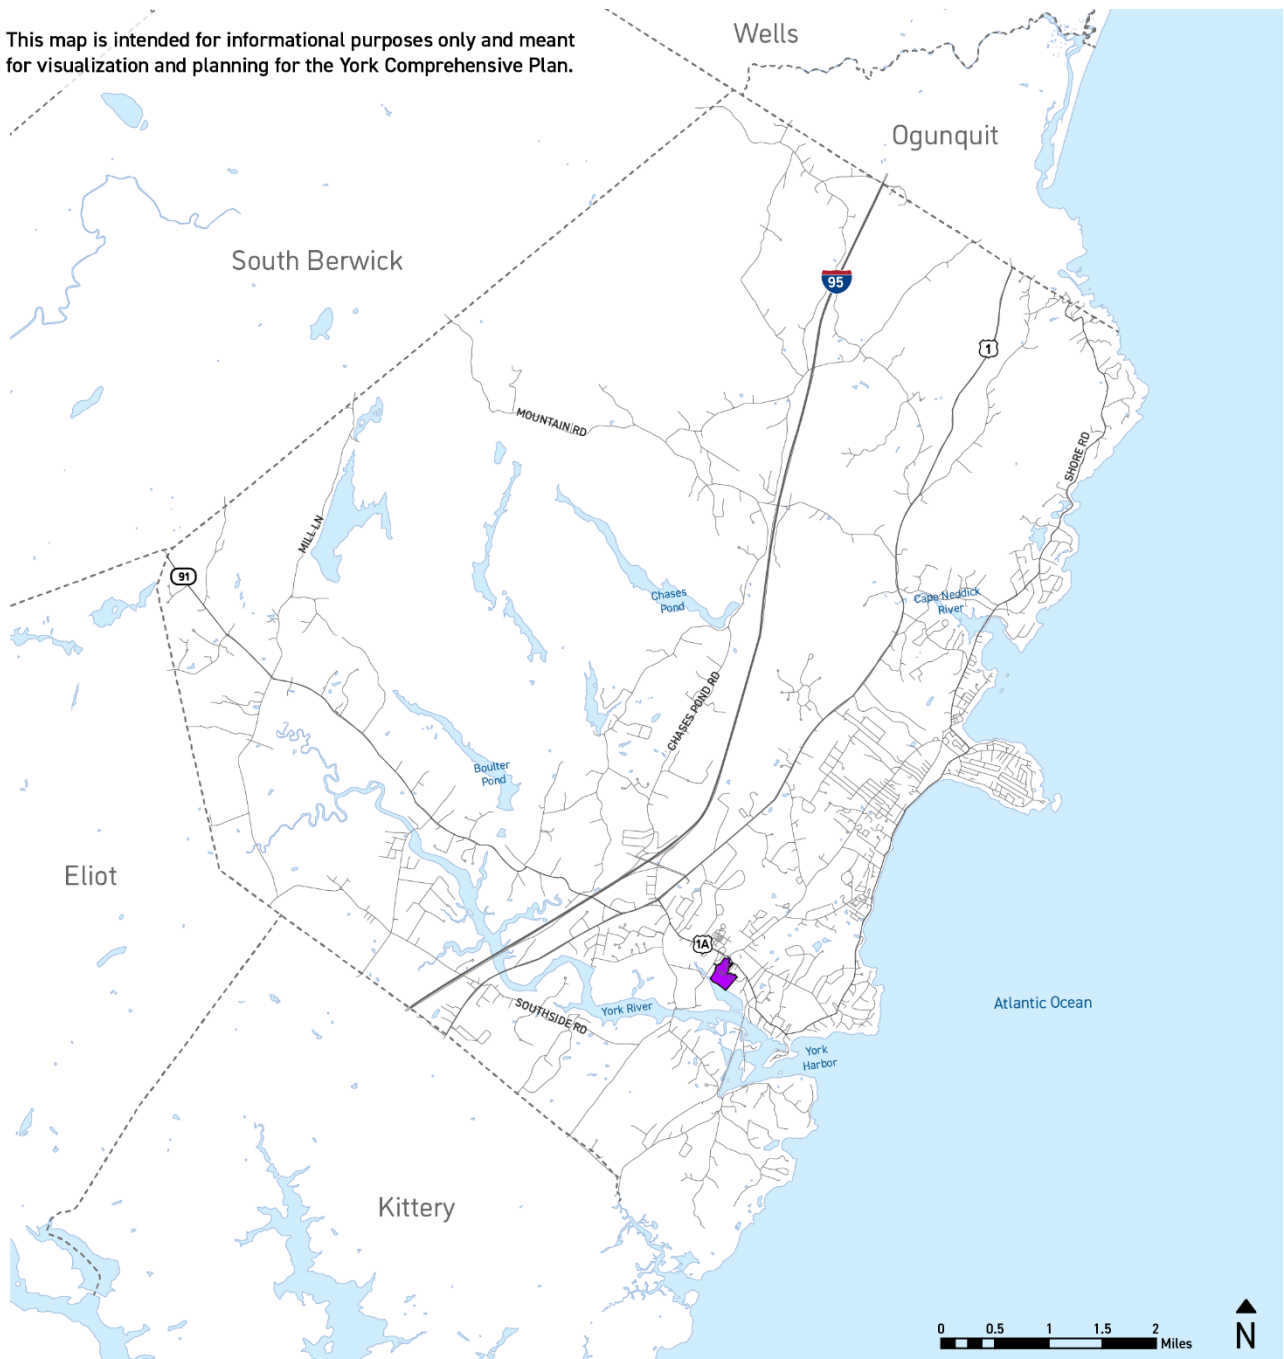 This map is intended for informational purposes only and meant
for visualization and planning for the York Comprehensive Plan.
Wells
Ogunquit
South Berwick
95
1
MOUNTAIN RD
SHORE RD
MILL LN
91
Chases
Pond
Cape Neddick
River
CHASES POND RD
Boulter
Pond
Eliot
1A
SOUTHSIDE RD
York River
Atlantic Ocean
York
Harbor
Kittery
0 0.5 1 1.5 2
Miles
N